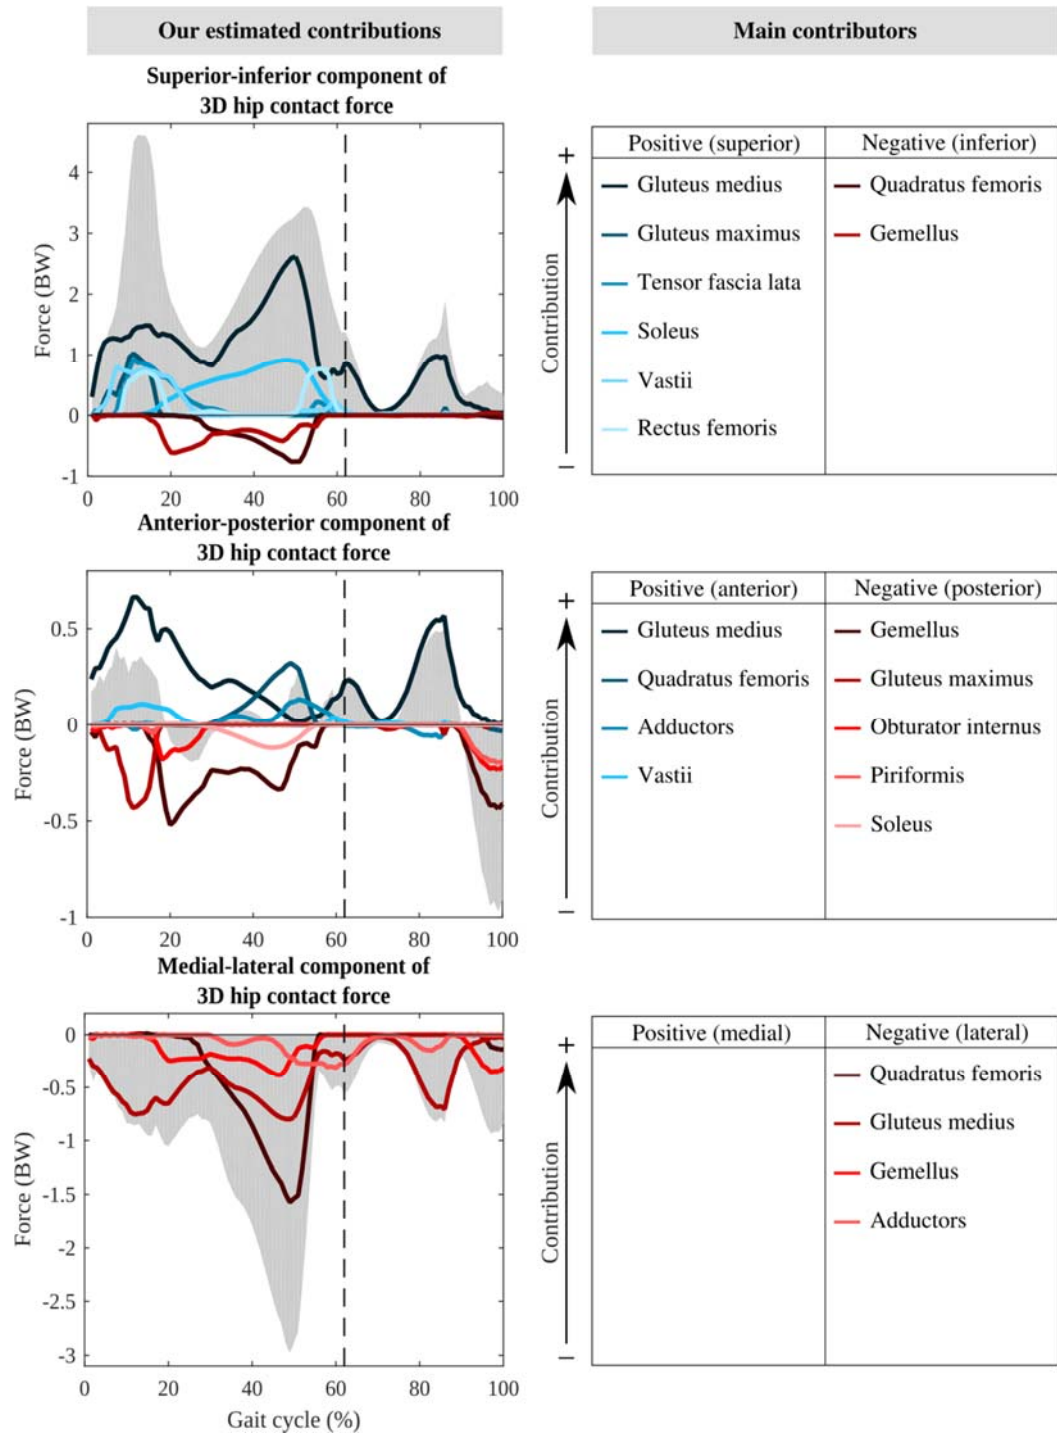 Our estimated contributions
Main contributors
Superior-inferior component of
3D hip contact force
4
3
2
1
0
-1
Force (BW)
0 20 40 60 80 100
+
Contribution
–
Positive (superior) Negative (inferior)
Gluteus medius Quadratus femoris
Gluteus maximus Gemellus
Tensor fascia lata
Soleus
Vastii
Rectus femoris
Anterior-posterior component of
3D hip contact force
0.5
0
-0.5
-1
Force (BW)
0 20 40 60 80 100
+
Contribution
–
Positive (anterior) Negative (posterior)
Gluteus medius Gemellus
Quadratus femoris Gluteus maximus
Adductors Obturator internus
Vastii Piriformis
Soleus
Medial-lateral component of
3D hip contact force
0
-0.5
-1
-1.5
-2
-2.5
-3
Force (BW)
0 20 40 60 80 100
Gait cycle (%)
+
Contribution
–
Positive (medial) Negative (lateral)
Quadratus femoris
Gluteus medius
Gemellus
Adductors